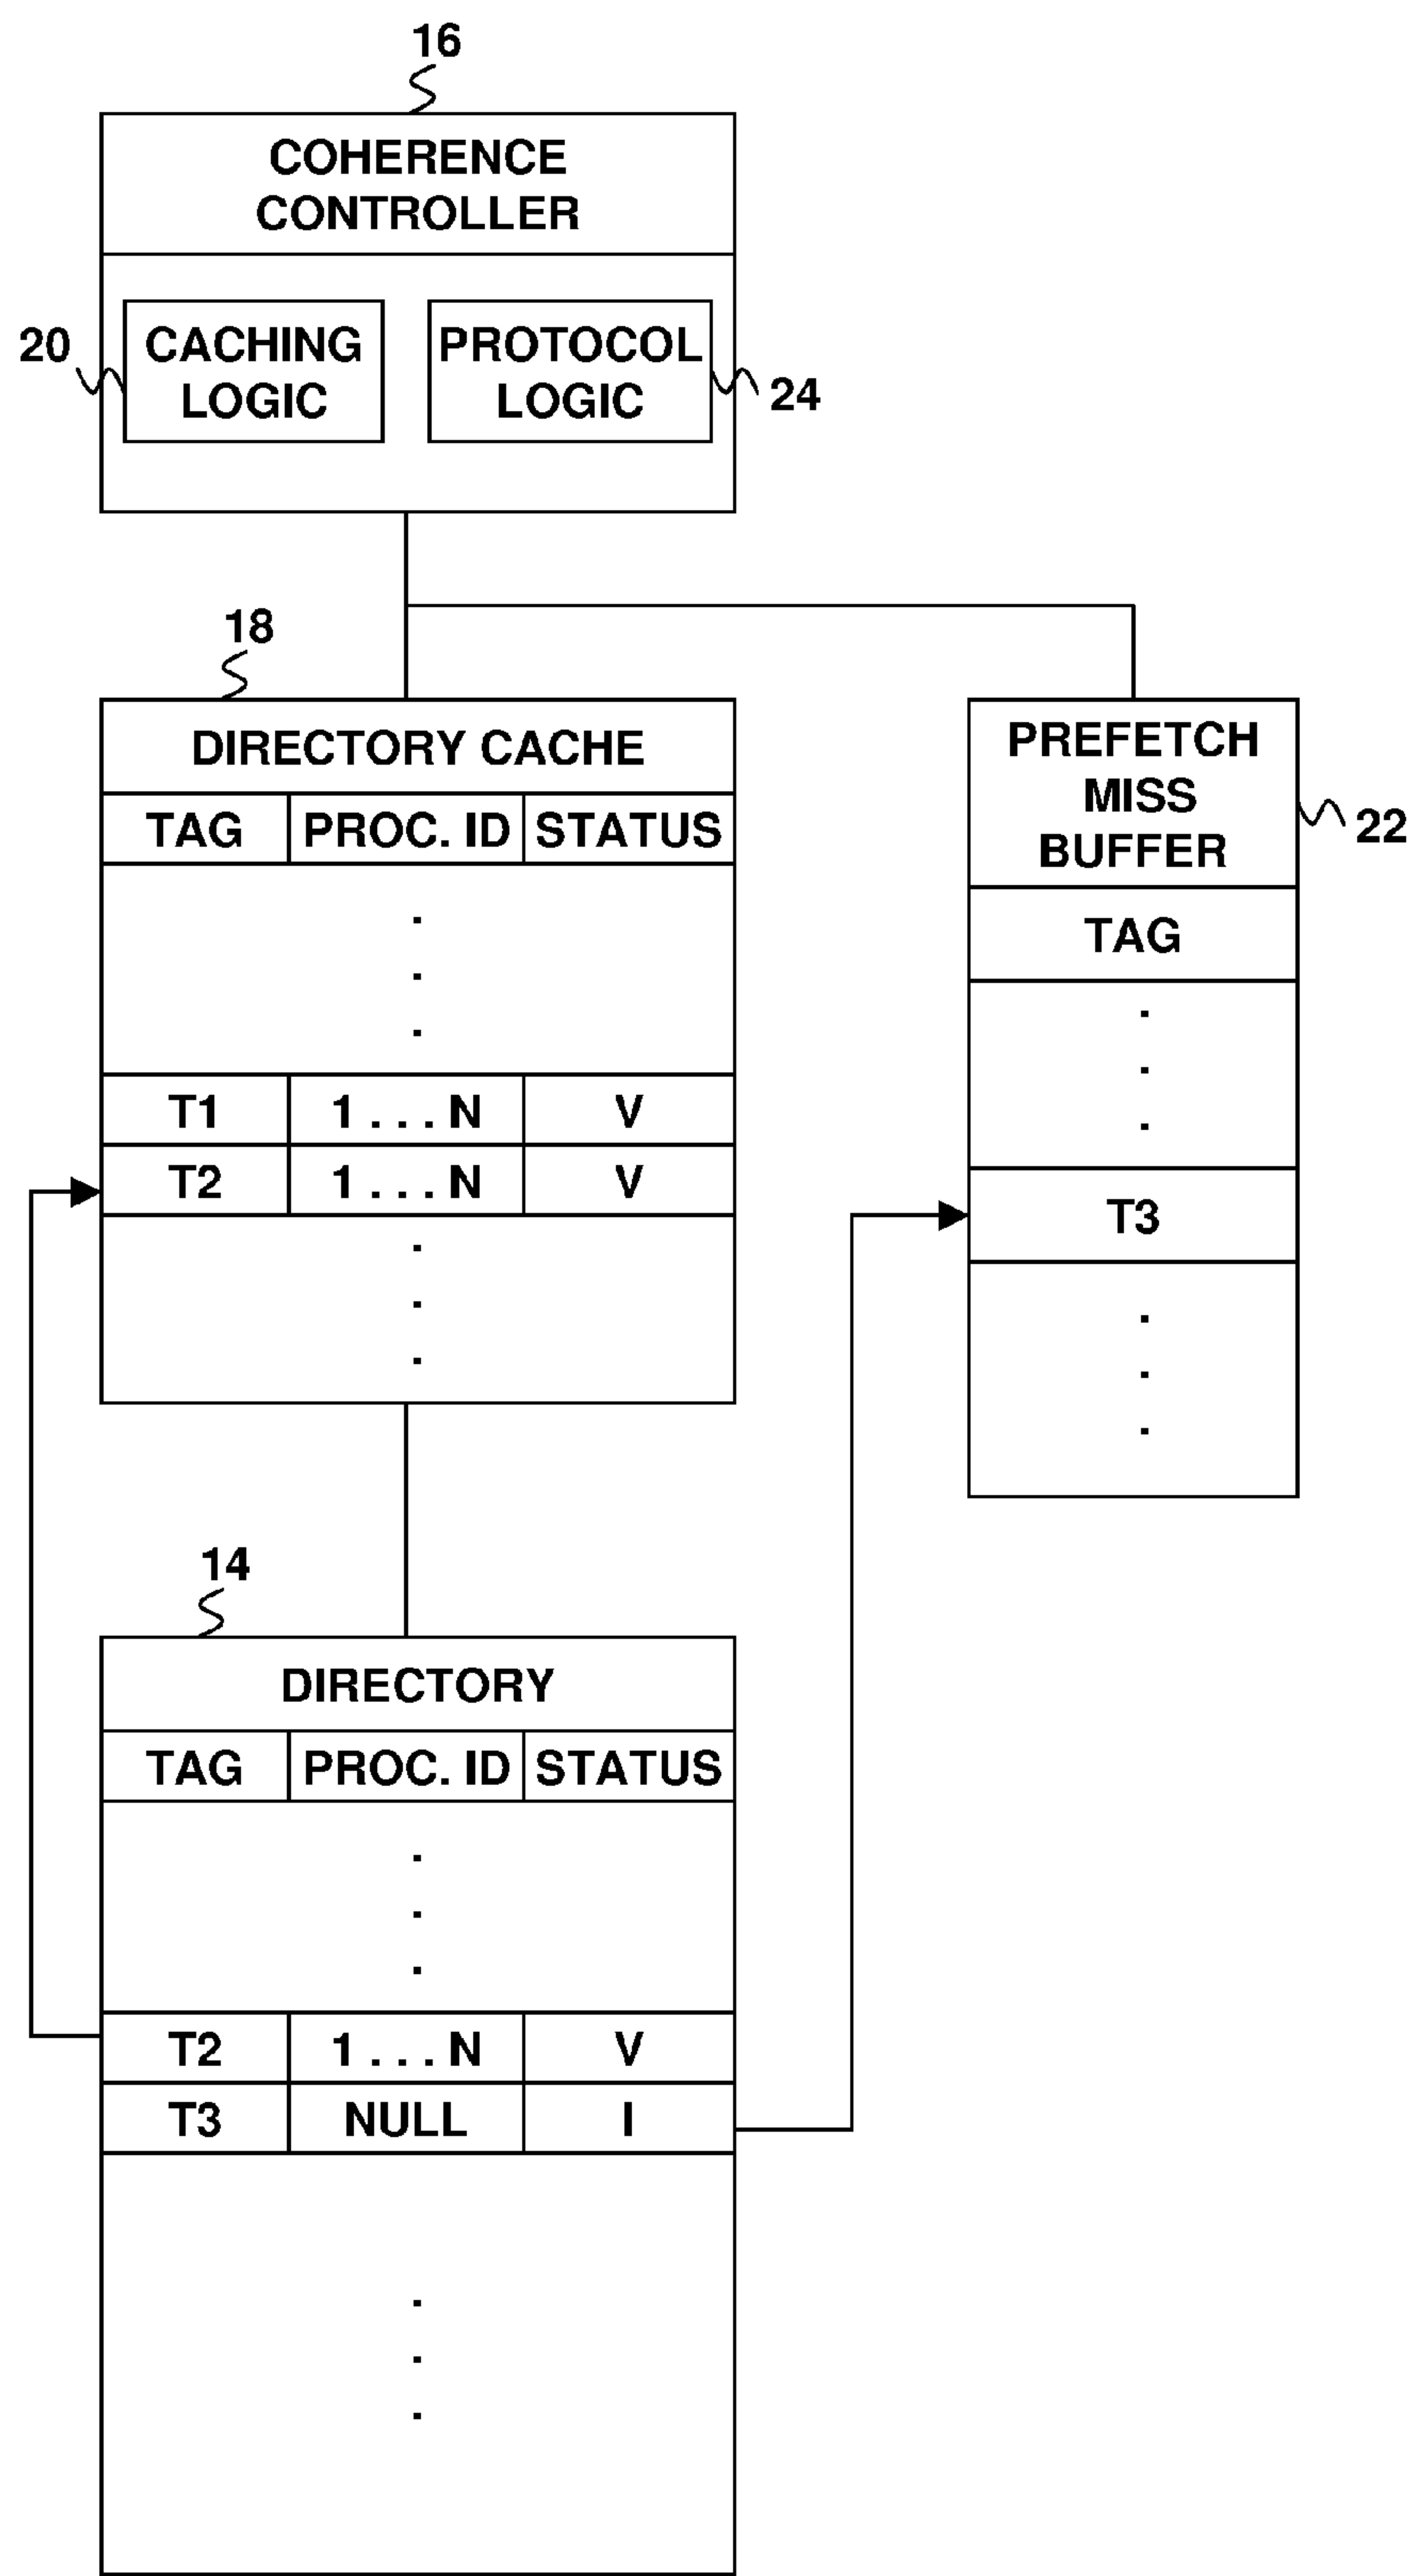 16
COHERENCE
CONTROLLER
20
CACHING
LOGIC
PROTOCOL
LOGIC
24
18
DIRECTORY CACHE
TAG PROC. ID STATUS
.
.
.
T1 1 . . . N V
T2 1 . . . N V
.
.
.
PREFETCH
MISS
BUFFER
22
TAG
.
.
.
T3
.
.
.
14
DIRECTORY
TAG PROC. ID STATUS
.
.
.
T2 1 . . . N V
T3 NULL I
.
.
.